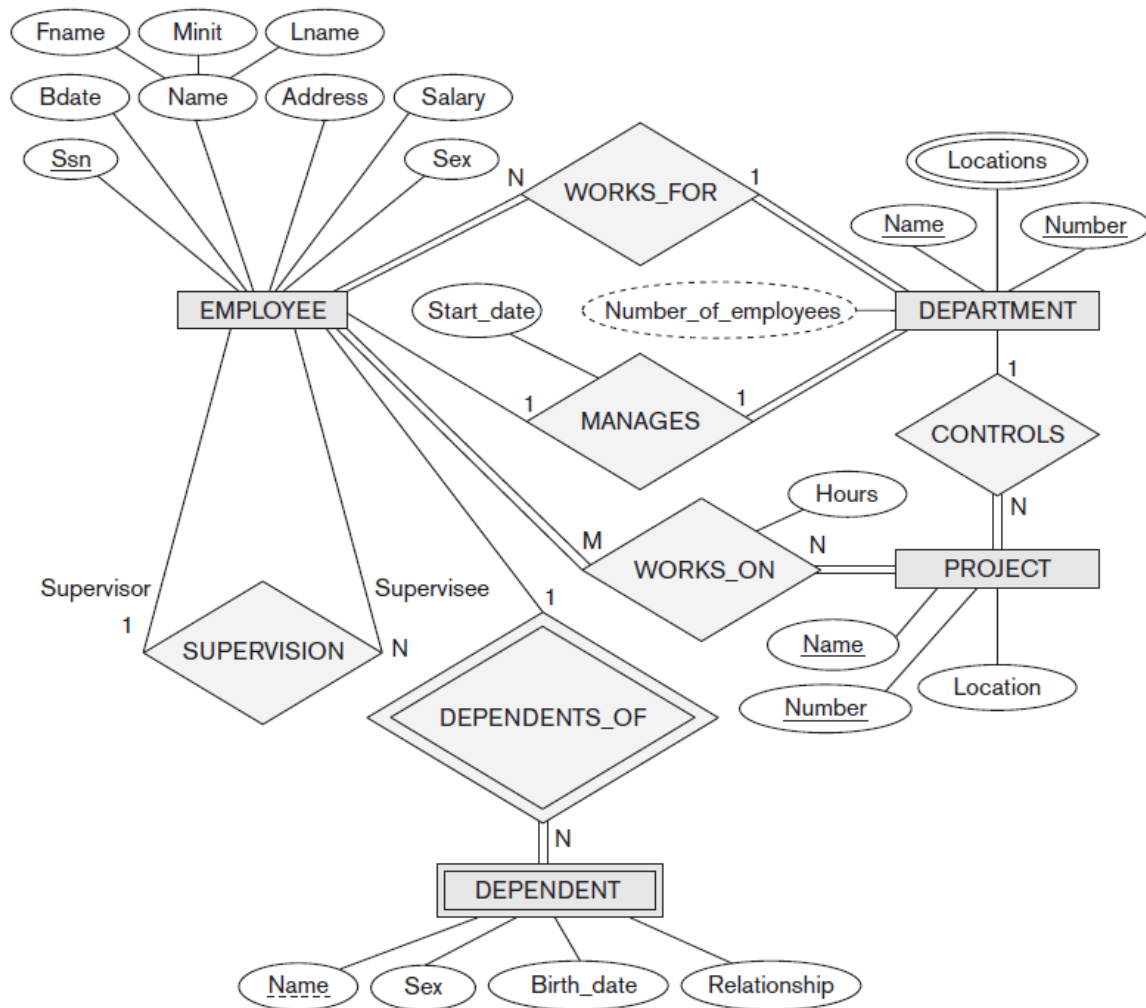 Fname
Minit
Lname
Bdate
Name
Address
Salary
Ssn
Sex
N
WORKS_FOR
1
Locations
Name
Number
EMPLOYEE
Start_date
Number_of_employees
DEPARTMENT
1
MANAGES
1
1
CONTROLS
N
Hours
M
WORKS_ON
N
PROJECT
Supervisor
Supervisee
1
SUPERVISION
N
1
Name
Number
Location
DEPENDENTS_OF
N
DEPENDENT
Name
Sex
Birth_date
Relationship